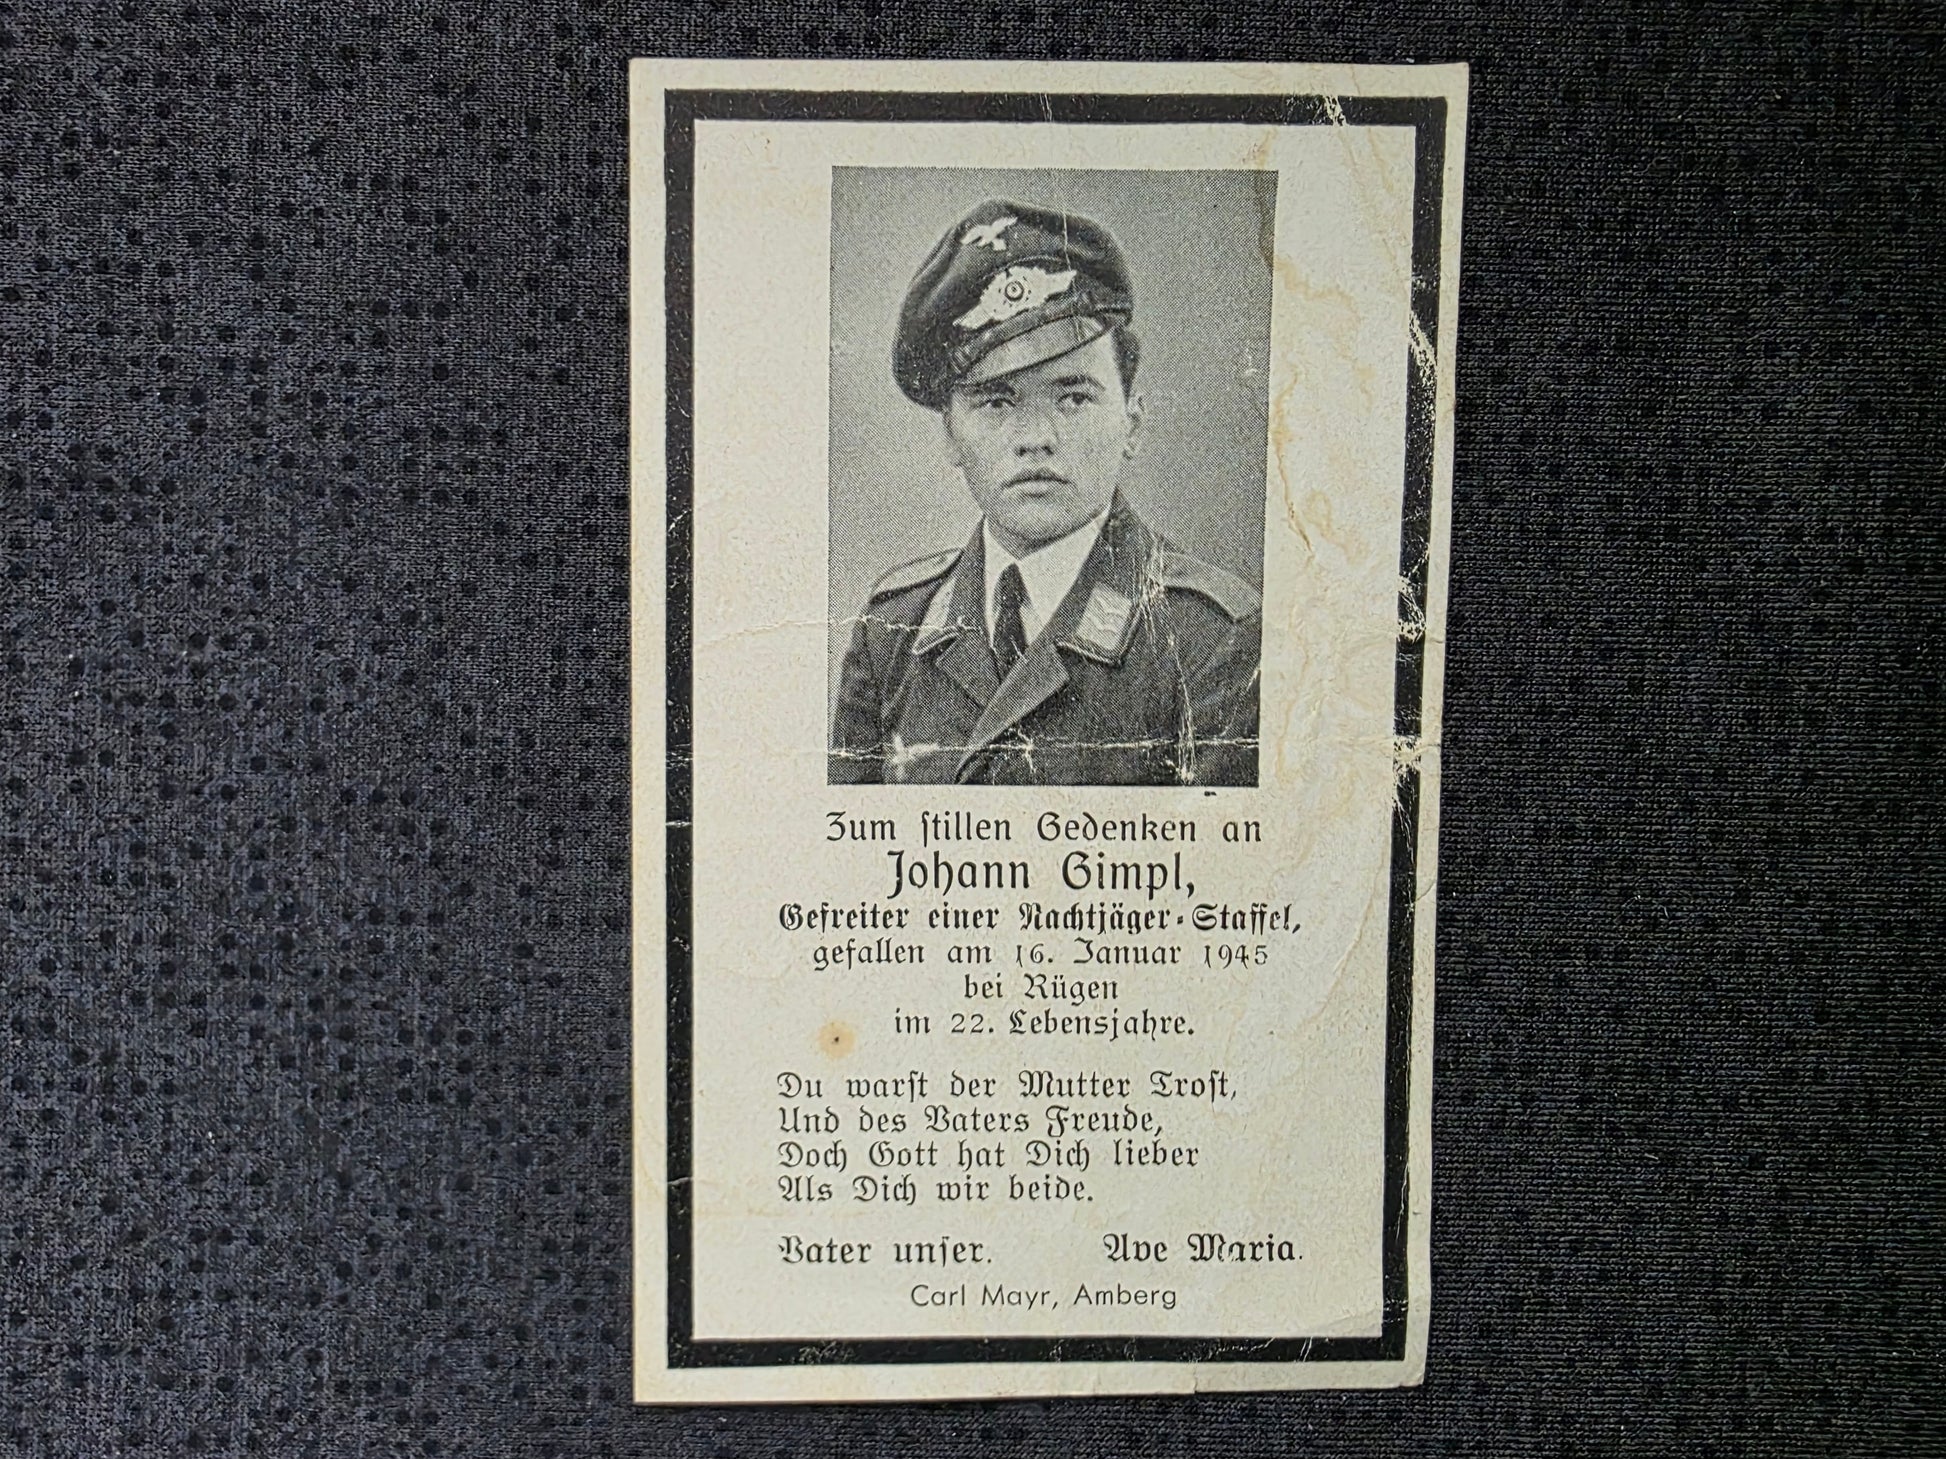 Zum stillen Gedenken an
Johann Gimpl,
Gefreiter einer Nachtjäger-Staffel,
gefallen am 16. Januar 1945
bei Rügen
im 22. Lebensjahre.
Du warst der Mutter Trost,
Und des Vaters Freude,
Doch Gott hat Dich lieber
Als Dich wir beide.
Vater unser. Ave Maria.
Carl Mayr, Amberg